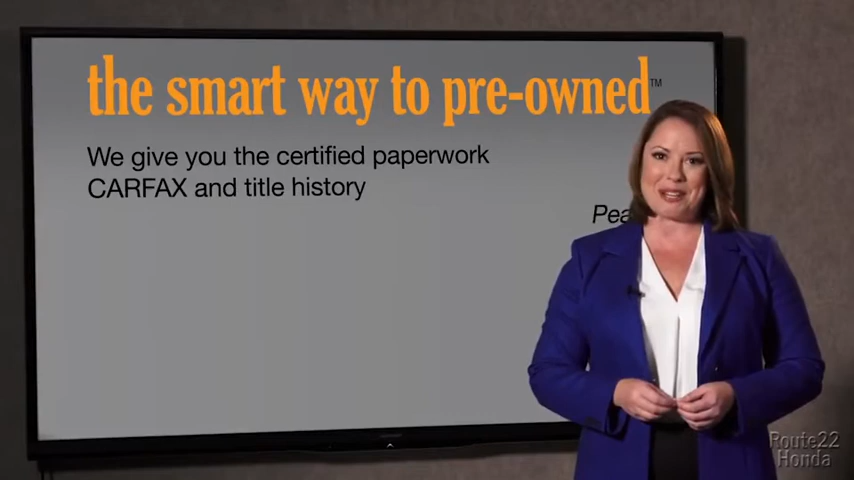 the smart way to pre-owned™
We give you the certified paperwork
CARFAX and title history
Route22
Honda